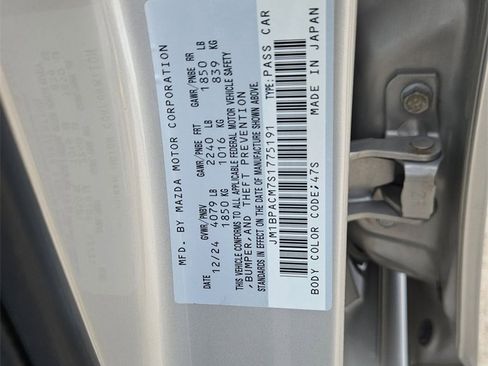 MFD. BY MAZDA MOTOR CORPORATION
DATE GVWR/PNBV GAWR/PNBE FRT GAWR/PNBE RR
12/24 4079 LB 2240 LB 1850 LB
1850 KG 1016 KG 839 KG
THIS VEHICLE CONFORMS TO ALL APPLICABLE FEDERAL MOTOR VEHICLE SAFETY
,BUMPER,AND THEFT PREVENTION
STANDARDS IN EFFECT ON THE DATE OF MANUFACTURE SHOWN ABOVE.
JM1BPACM7S1775191 TYPE:PASS CAR
BODY COLOR CODE;47S MADE IN JAPAN